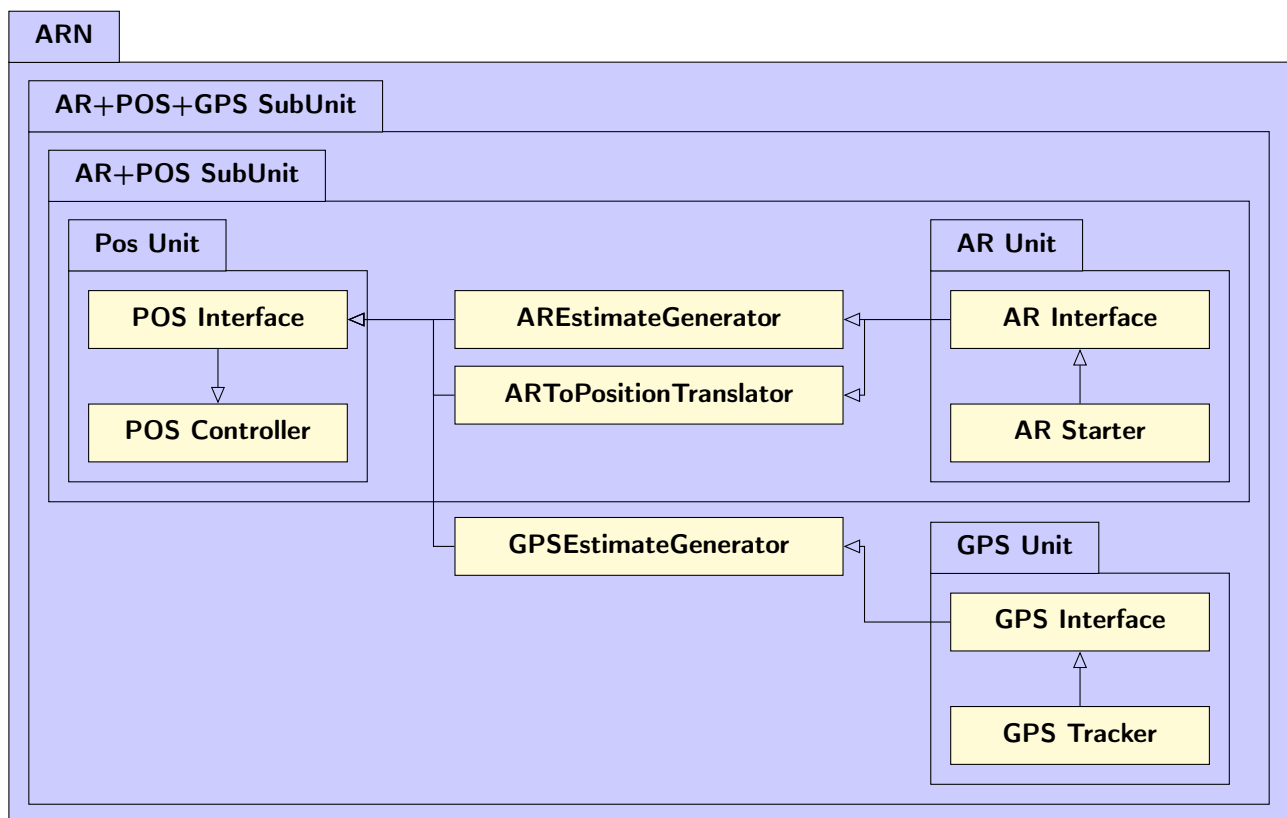 ARN
AR+POS+GPS SubUnit
AR+POS SubUnit
Pos Unit
AR Unit
POS Interface
AREstimateGenerator
AR Interface
ARToPositionTranslator
POS Controller
AR Starter
GPSEstimateGenerator
GPS Unit
GPS Interface
GPS Tracker